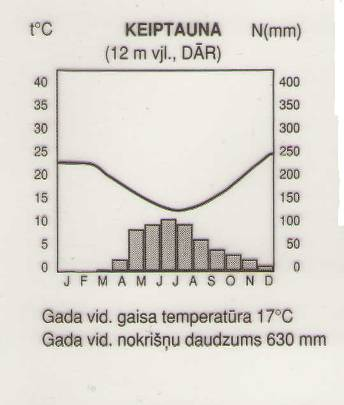 t°C KEIPTAUNA N(mm)
(12 m vjl., DĀR)
40 400
35 350
30 300
25 250
20 200
15 150
10 100
5 50
0 0
J F M A M J J A S O N D
Gada vid. gaisa temperatūra 17°C
Gada vid. nokrišņu daudzums 630 mm